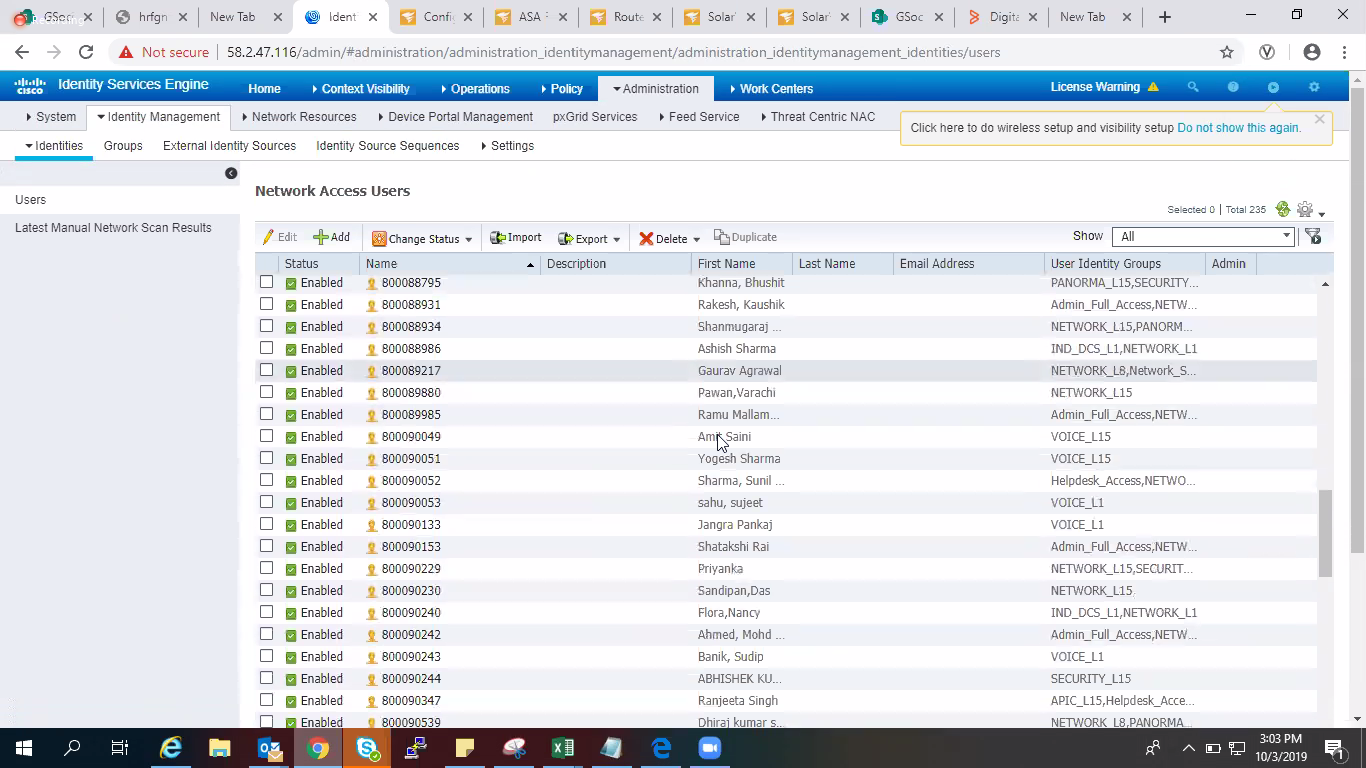 Recording
GSoc
hrfgn
New Tab
Ident
Confi
ASA F
Route
Solar
Solar
GSoc
Digita
New Tab
Not secure
58.2.47.116/admin/#administration/administration_identitymanagement/administration_identitymanagement_identities/users
cisco Identity Services Engine
Home Context Visibility Operations Policy Administration Work Centers
License Warning
System Identity Management Network Resources Device Portal Management pxGrid Services Feed Service Threat Centric NAC
Click here to do wireless setup and visibility setup Do not show this again.
Identities Groups External Identity Sources Identity Source Sequences Settings
Users
Latest Manual Network Scan Results
Network Access Users
Selected 0 | Total 235
Edit Add Change Status Import Export Delete Duplicate Show All
Status Name Description First Name Last Name Email Address User Identity Groups Admin
Enabled 800088795 Khanna, Bhushit PANORMA_L15,SECURITY...
Enabled 800088931 Rakesh, Kaushik Admin_Full_Access,NETW...
Enabled 800088934 Shanmugaraj ... NETWORK_L15,PANORM...
Enabled 800088986 Ashish Sharma IND_DCS_L1,NETWORK_L1
Enabled 800089217 Gaurav Agrawal NETWORK_L8,Network_S...
Enabled 800089880 Pawan,Varachi NETWORK_L15
Enabled 800089985 Ramu Mallam... Admin_Full_Access,NETW...
Enabled 800090049 Amit Saini VOICE_L15
Enabled 800090051 Yogesh Sharma VOICE_L15
Enabled 800090052 Sharma, Sunil ... Helpdesk_Access,NETWO...
Enabled 800090053 sahu, sujeet VOICE_L1
Enabled 800090133 Jangra Pankaj VOICE_L1
Enabled 800090153 Shatakshi Rai Admin_Full_Access,NETW...
Enabled 800090229 Priyanka NETWORK_L15,SECURIT...
Enabled 800090230 Sandipan,Das NETWORK_L15
Enabled 800090240 Flora,Nancy IND_DCS_L1,NETWORK_L1
Enabled 800090242 Ahmed, Mohd ... Admin_Full_Access,NETW...
Enabled 800090243 Banik, Sudip VOICE_L1
Enabled 800090244 ABHISHEK KU... SECURITY_L15
Enabled 800090347 Ranjeeta Singh APIC_L15,Helpdesk_Acce...
Enabled 800090539 Dhiraj kumar s... NETWORK_L8,PANORMA...
3:03 PM
10/3/2019
1